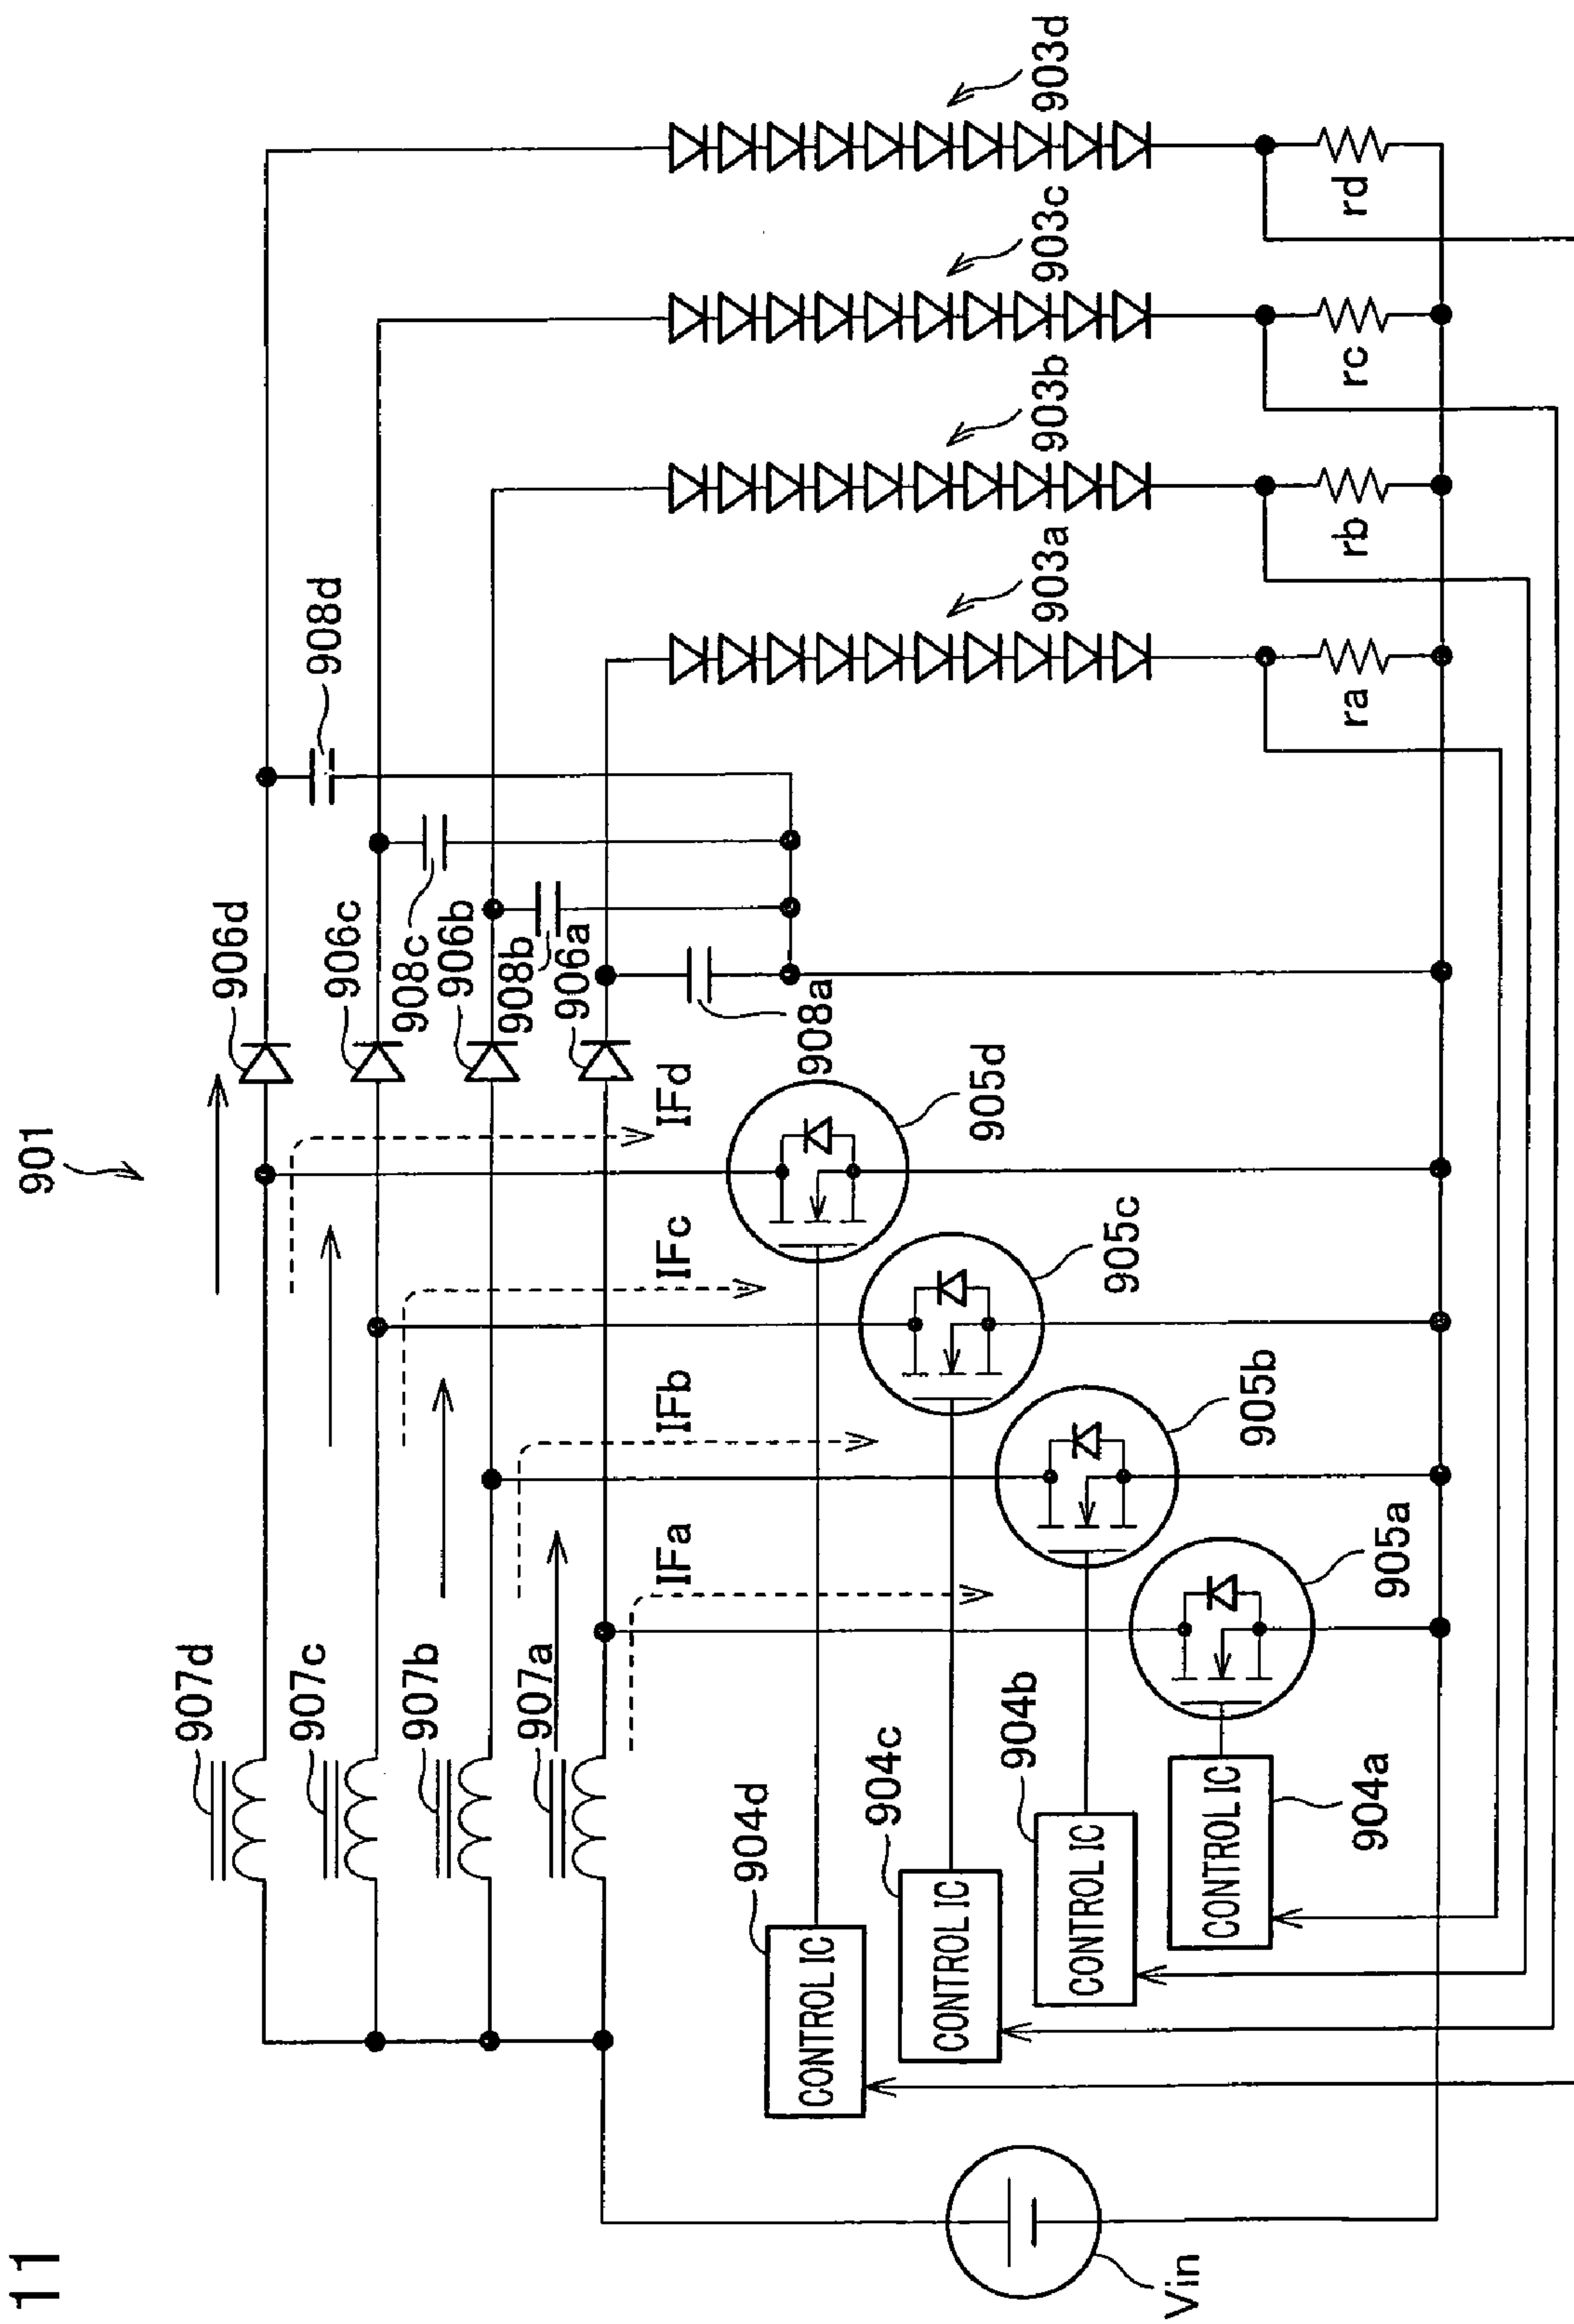 11
901
907d
907c
907b
907a
906d
906c
908c
906b
908b
906a
908a
908d
IFd
IFc
IFb
IFa
905d
905c
905b
905a
904d
904c
904b
904a
CONTROL IC
CONTROL IC
CONTROL IC
CONTROL IC
903a
903b
903c
903d
ra
rb
rc
rd
Vin